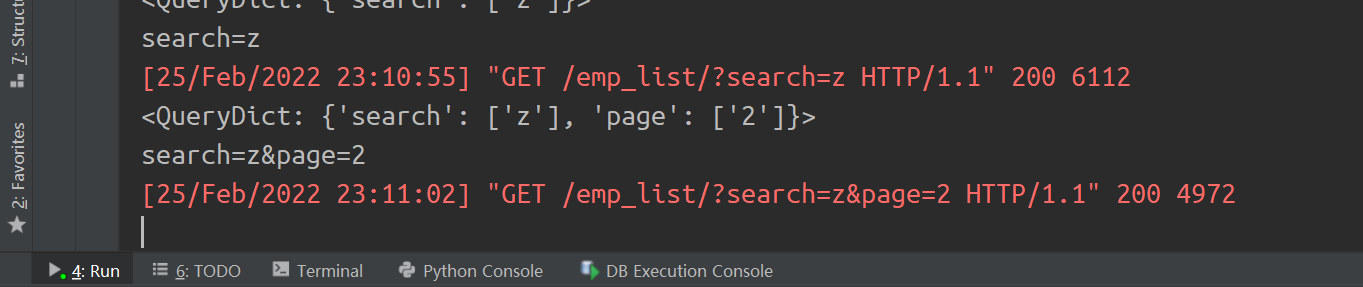 <QueryDict: {'search': ['z']}>
search=z
[25/Feb/2022 23:10:55] "GET /emp_list/?search=z HTTP/1.1" 200 6112
<QueryDict: {'search': ['z'], 'page': ['2']}>
search=z&page=2
[25/Feb/2022 23:11:02] "GET /emp_list/?search=z&page=2 HTTP/1.1" 200 4972
7: Struct
2: Favorites
4: Run 6: TODO Terminal Python Console DB Execution Console